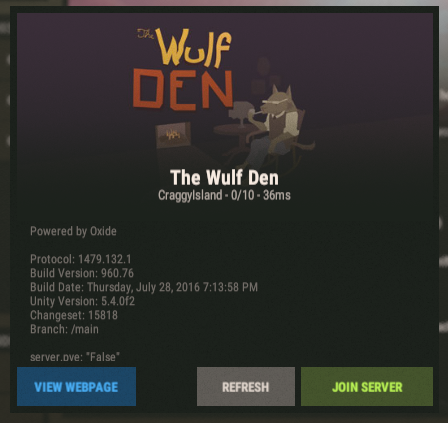 The
Wulf
DEN
The Wulf Den
CraggyIsland - 0/10 - 36ms
Powered by Oxide
Protocol: 1479.132.1
Build Version: 960.76
Build Date: Thursday, July 28, 2016 7:13:58 PM
Unity Version: 5.4.0f2
Changeset: 15818
Branch: /main
server.pve: "False"
VIEW WEBPAGE
REFRESH
JOIN SERVER